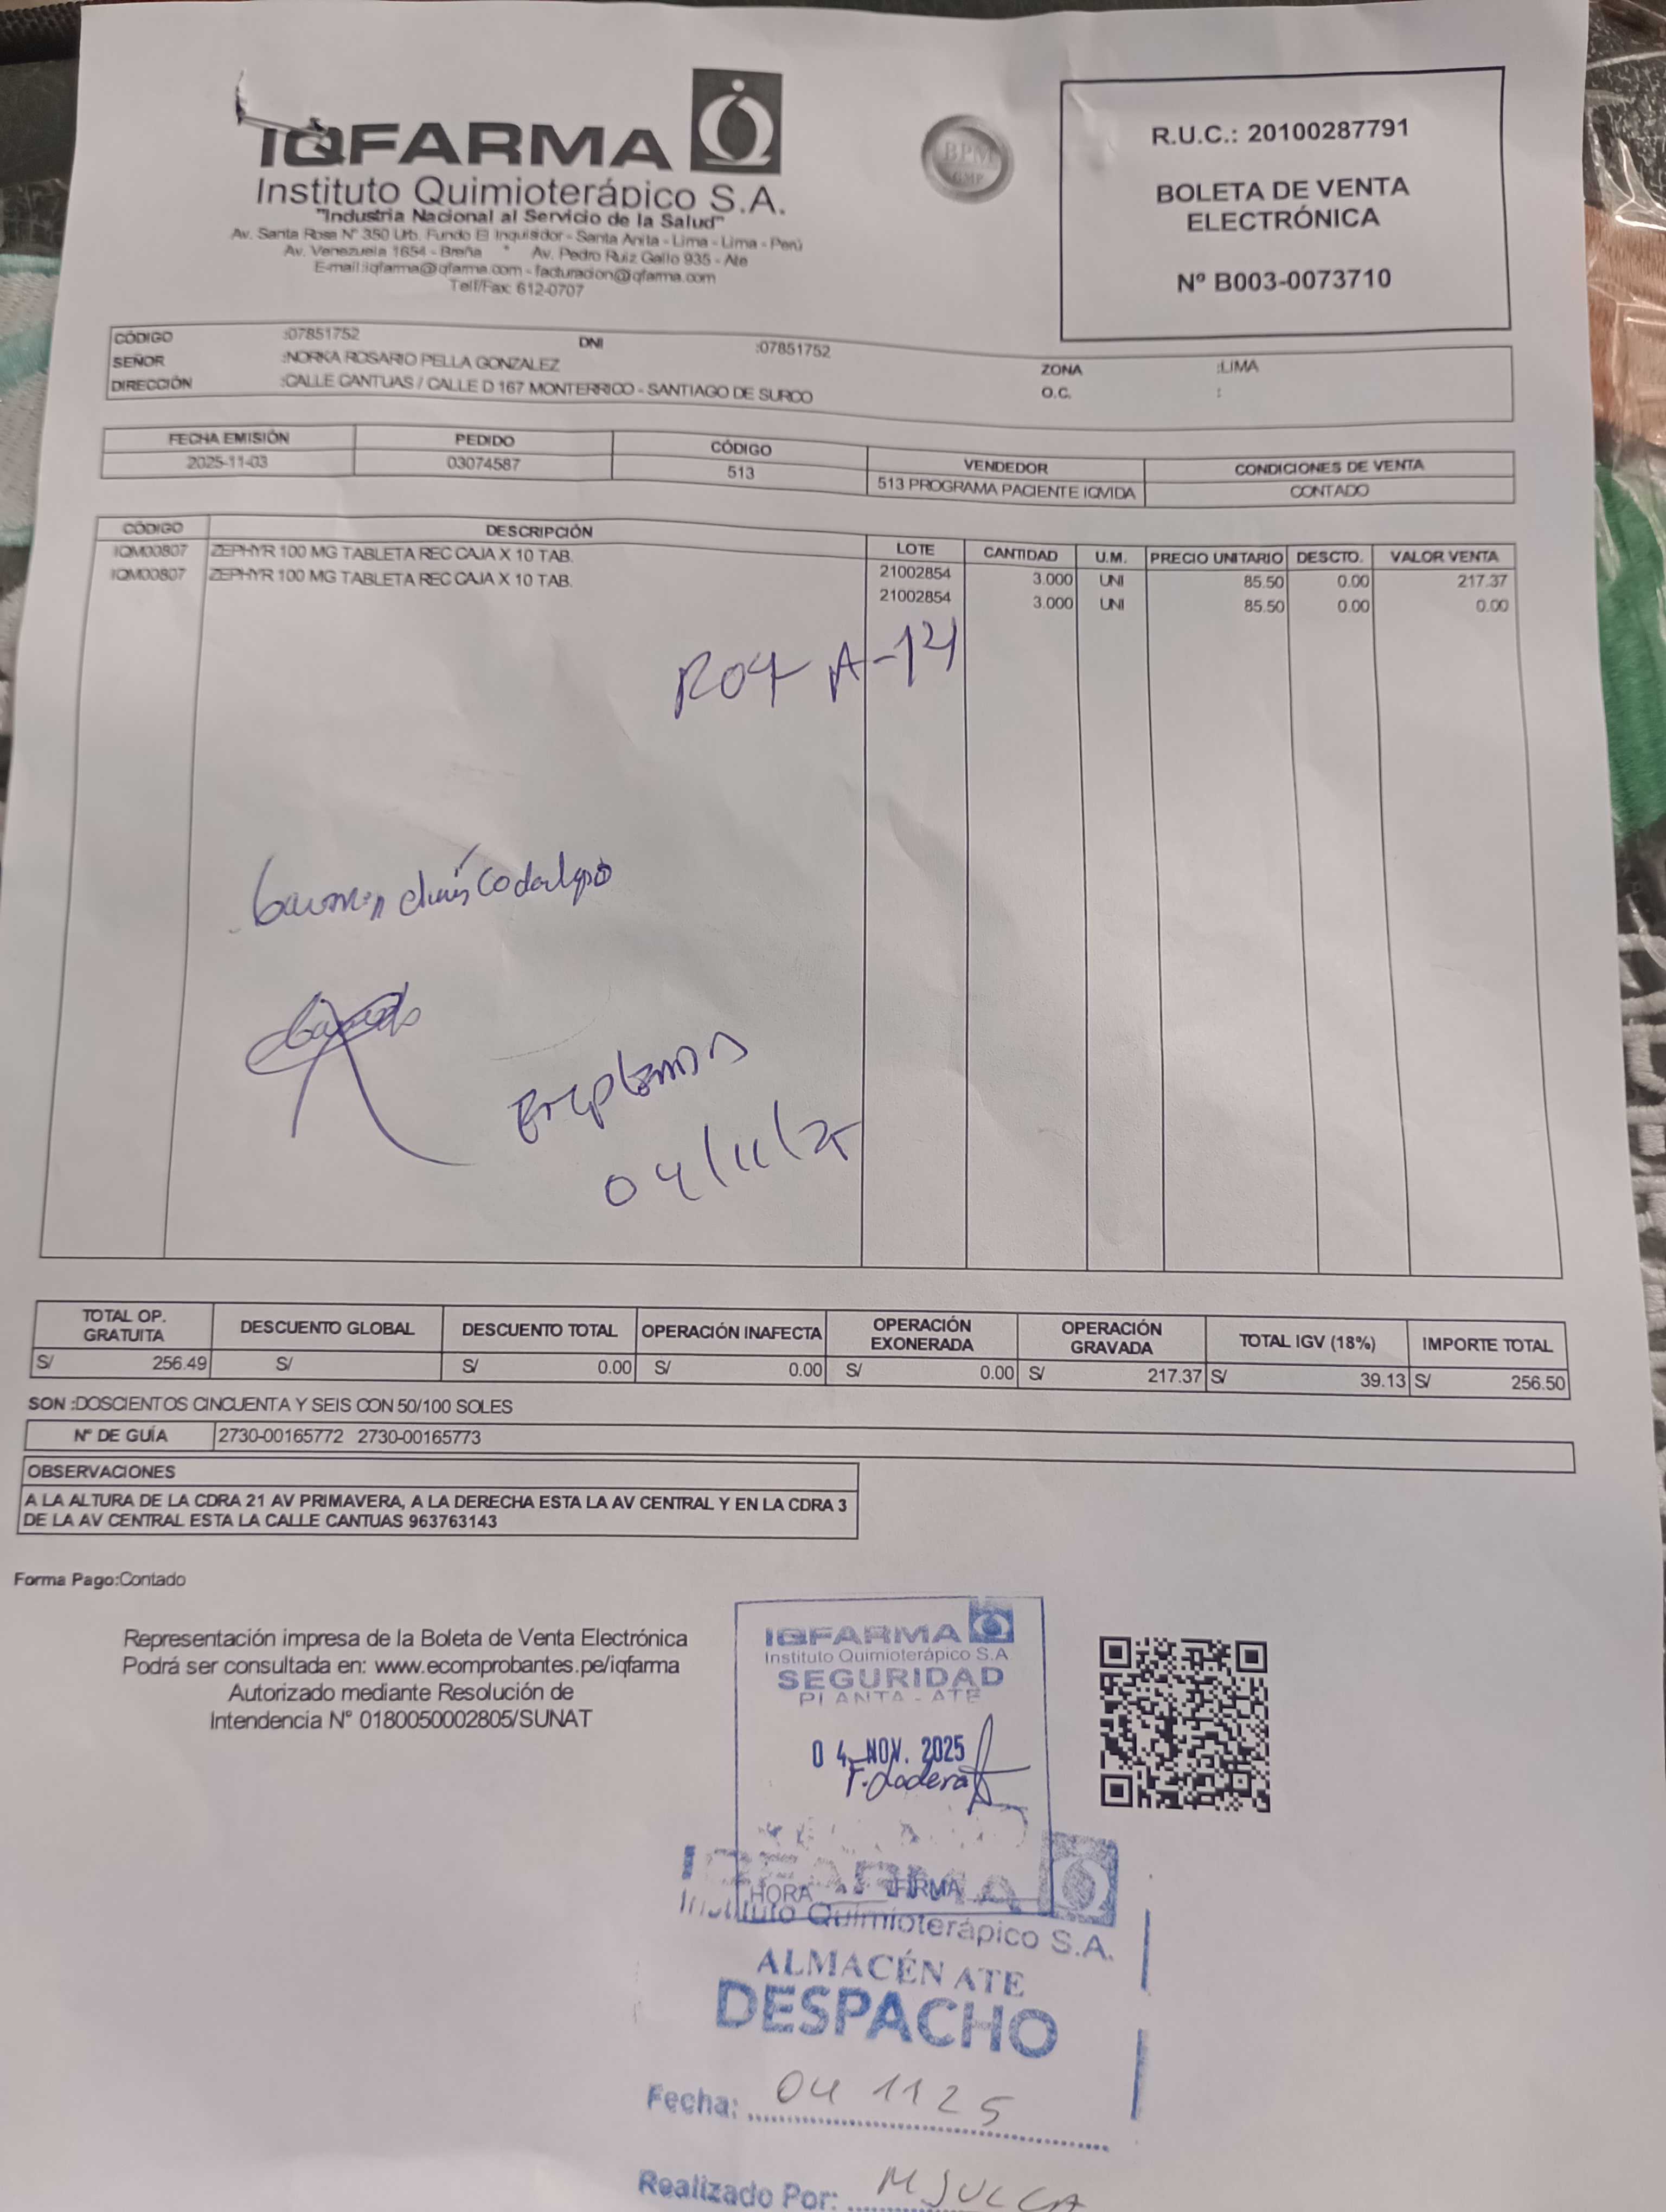 IQFARMA
Instituto Quimioterápico S.A.
"Industria Nacional al Servicio de la Salud"
Av. Santa Rosa Nº 350 Urb. Fundo El Inquisidor - Santa Anita - Lima - Lima - Perú
Av. Venezuela 1654 - Breña * Av. Pedro Ruiz Gallo 935 - Ate
E-mail:iqfarma@iqfarma.com - facturacion@iqfarma.com
Telf/Fax: 612-0707
BPM
GMP
R.U.C.: 20100287791
BOLETA DE VENTA
ELECTRÓNICA
Nº B003-0073710
CÓDIGO :07851752 DNI :07851752
SEÑOR :NORKA ROSARIO PELLA GONZALEZ ZONA :LIMA
DIRECCIÓN :CALLE CANTUAS / CALLE D 167 MONTERRICO - SANTIAGO DE SURCO O.C. :
FECHA EMISIÓN PEDIDO CÓDIGO VENDEDOR CONDICIONES DE VENTA
2025-11-03 03074587 513 513 PROGRAMA PACIENTE IQVIDA CONTADO
CÓDIGO DESCRIPCIÓN LOTE CANTIDAD U.M. PRECIO UNITARIO DESCTO. VALOR VENTA
IQM00807 ZEPHYR 100 MG TABLETA REC CAJA X 10 TAB. 21002854 3.000 UNI 85.50 0.00 217.37
IQM00807 ZEPHYR 100 MG TABLETA REC CAJA X 10 TAB. 21002854 3.000 UNI 85.50 0.00 0.00
A-14
04/11/25
TOTAL OP. GRATUITA DESCUENTO GLOBAL DESCUENTO TOTAL OPERACIÓN INAFECTA OPERACIÓN EXONERADA OPERACIÓN GRAVADA TOTAL IGV (18%) IMPORTE TOTAL
S/ 256.49 S/ S/ 0.00 S/ 0.00 S/ 0.00 S/ 217.37 S/ 39.13 S/ 256.50
SON :DOSCIENTOS CINCUENTA Y SEIS CON 50/100 SOLES
Nº DE GUÍA 2730-00165772 2730-00165773
OBSERVACIONES
A LA ALTURA DE LA CDRA 21 AV PRIMAVERA, A LA DERECHA ESTA LA AV CENTRAL Y EN LA CDRA 3
DE LA AV CENTRAL ESTA LA CALLE CANTUAS 963763143
Forma Pago:Contado
Representación impresa de la Boleta de Venta Electrónica
Podrá ser consultada en: www.ecomprobantes.pe/iqfarma
Autorizado mediante Resolución de
Intendencia N° 0180050002805/SUNAT
IQFARMA
Instituto Quimioterápico S.A
SEGURIDAD
PLANTA - ATE
04 NOV. 2025
HORA FIRMA
IQFARMA
Instituto Quimioterápico S.A.
ALMACÉN ATE
DESPACHO
Fecha: 04 11 25
Realizado Por: